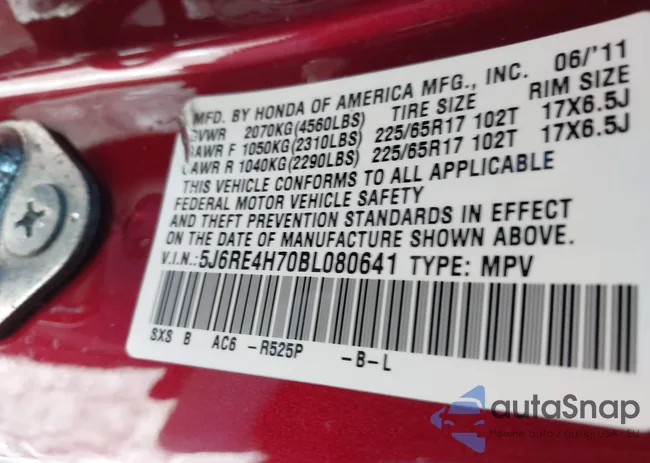 MFD. BY HONDA OF AMERICA MFG., INC. 06/'11
GVWR 2070KG(4560LBS) TIRE SIZE RIM SIZE
GAWR F 1050KG(2310LBS) 225/65R17 102T 17X6.5J
GAWR R 1040KG(2290LBS) 225/65R17 102T 17X6.5J
THIS VEHICLE CONFORMS TO ALL APPLICABLE
FEDERAL MOTOR VEHICLE SAFETY
AND THEFT PREVENTION STANDARDS IN EFFECT
ON THE DATE OF MANUFACTURE SHOWN ABOVE.
V.I.N.:5J6RE4H70BL080641 TYPE: MPV
SXS B AC6 -R525P -B-L
autaSnap